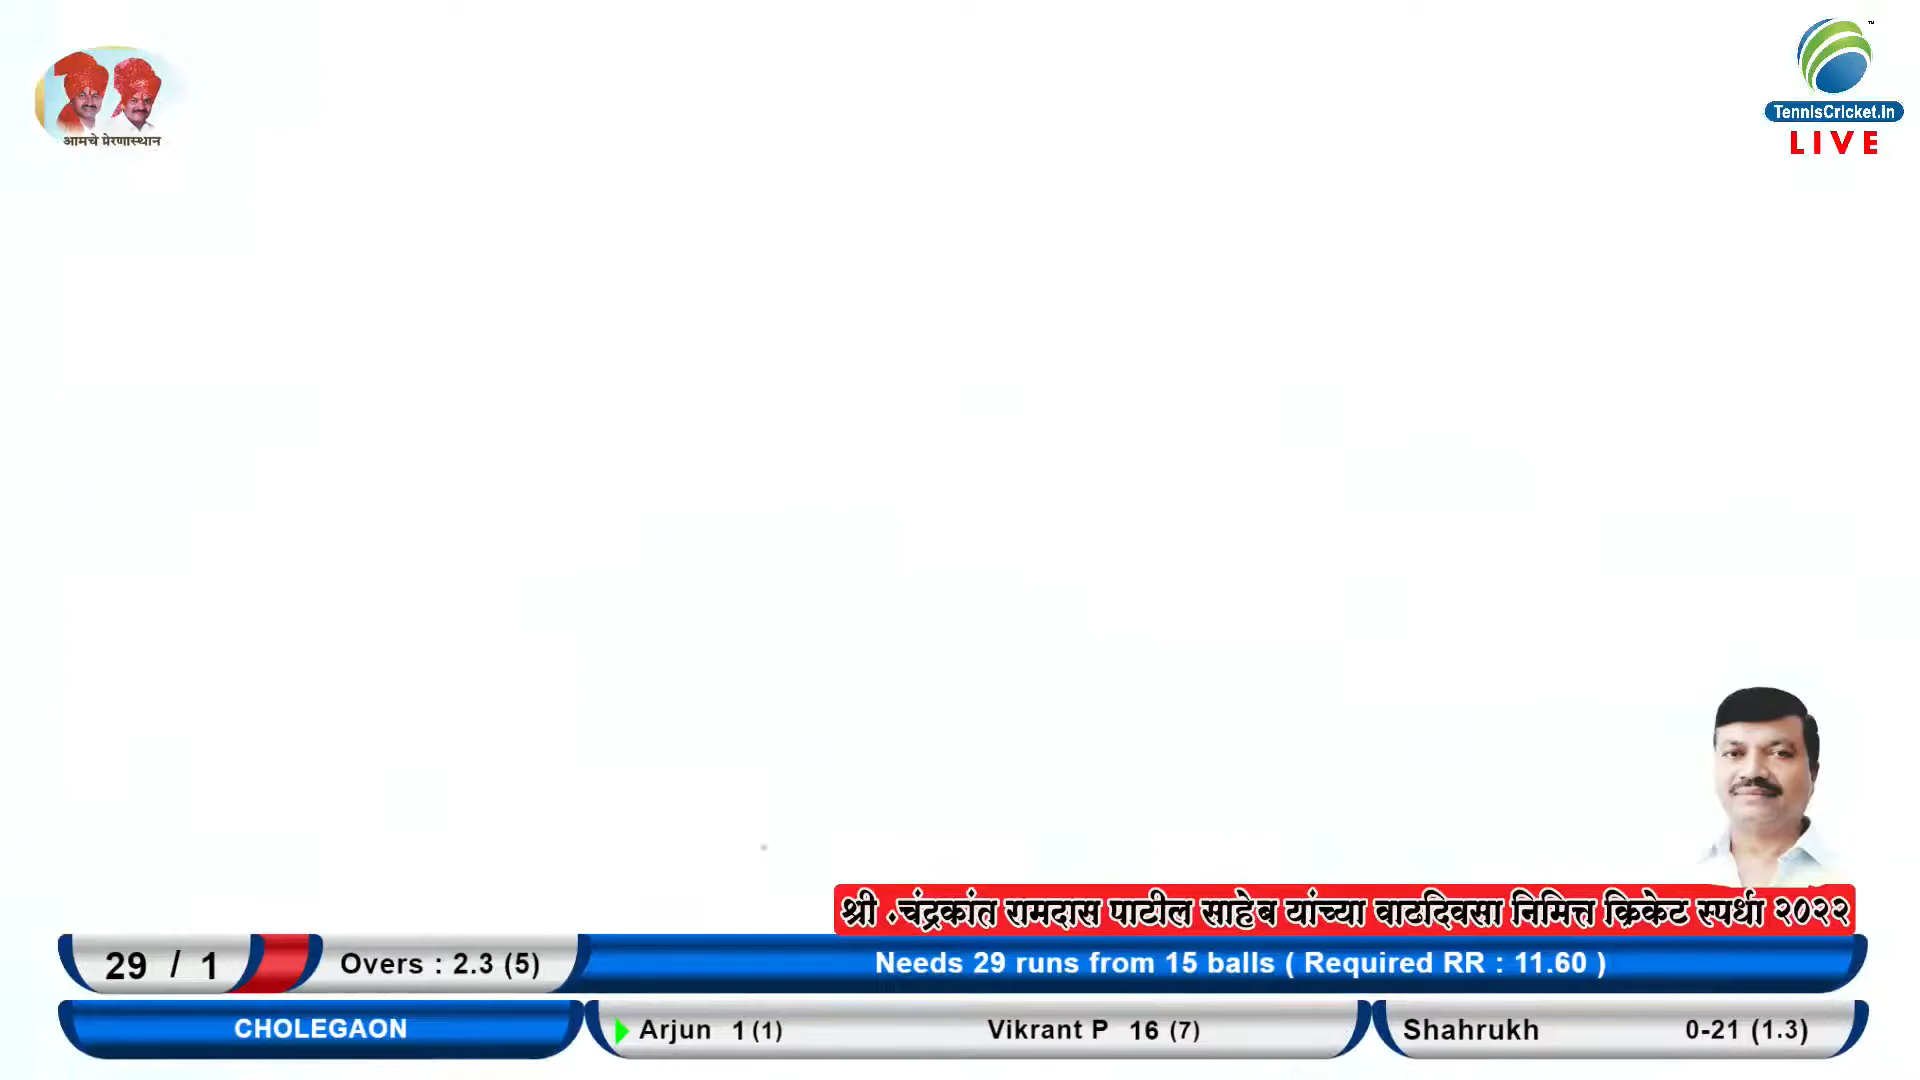 आमचे प्रेरणास्थान
TM
TennisCricket.in
LIVE
श्री .चंद्रकांत रामदास पाटील साहेब यांच्या वाढदिवसा निमित्त क्रिकेट स्पर्धा २०२२
29 / 1
Overs : 2.3 (5)
Needs 29 runs from 15 balls ( Required RR : 11.60 )
CHOLEGAON
Arjun 1 (1)
Vikrant P 16 (7)
Shahrukh 0-21 (1.3)